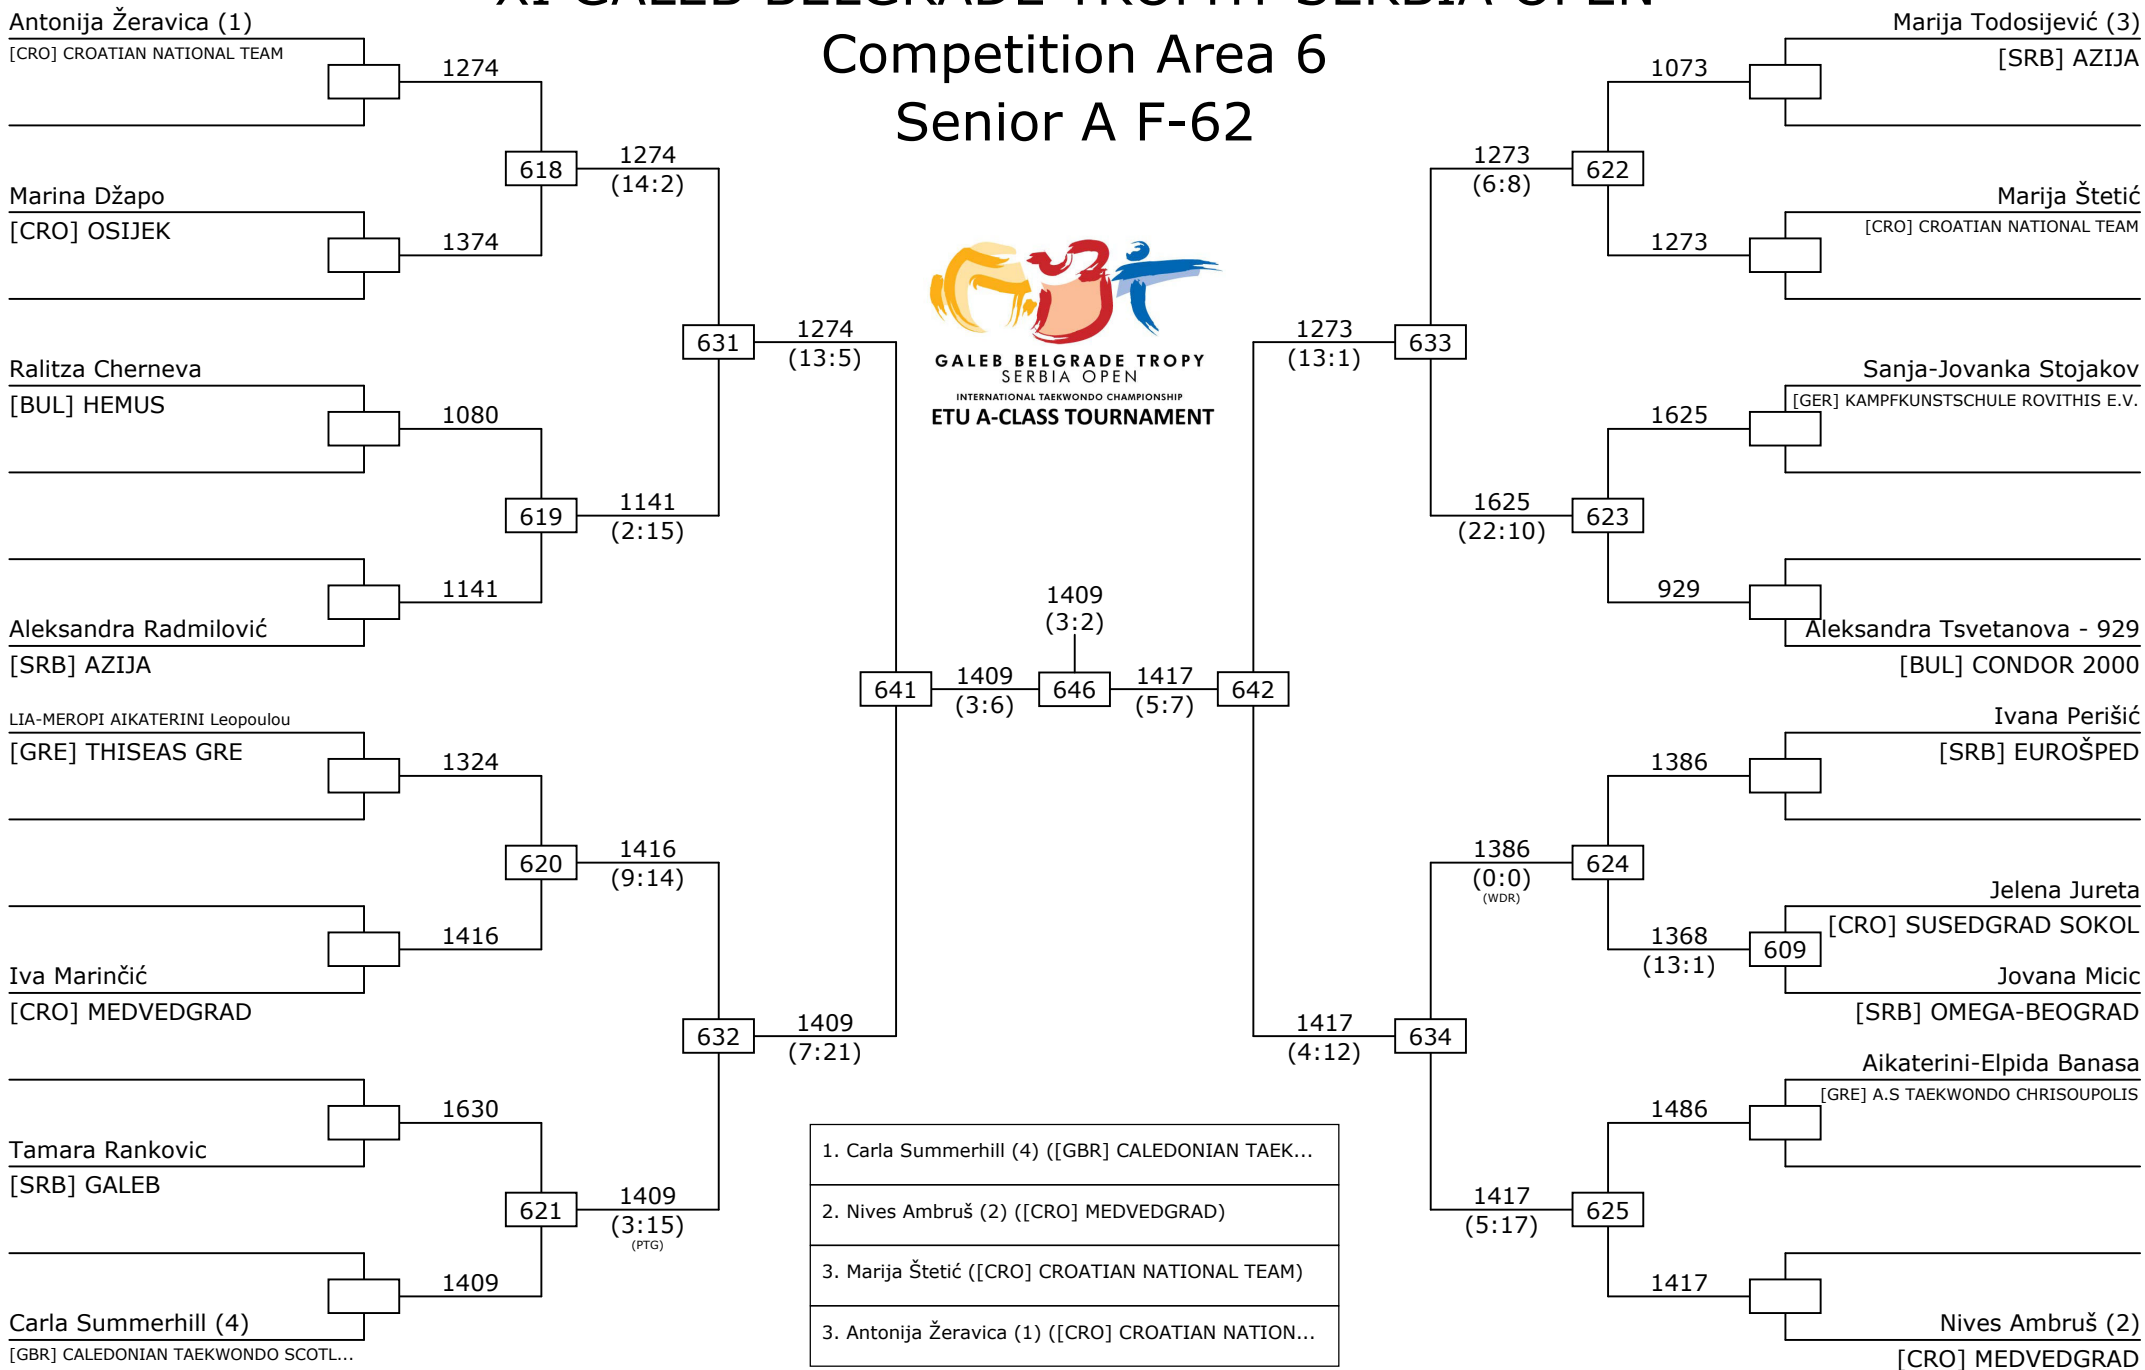 XI GALEB BELGRADE TROPHY SERBIA OPEN
Competition Area 6
Senior A F-62
Antonija Žeravica (1)
[CRO] CROATIAN NATIONAL TEAM
1274
618
1274
(14:2)
Marina Džapo
[CRO] OSIJEK
1374
631
1274
(13:5)
Ralitza Cherneva
[BUL] HEMUS
1080
619
1141
(2:15)
1141
Aleksandra Radmilović
[SRB] AZIJA
641
1409
(3:6)
LIA-MEROPI AIKATERINI Leopoulou
[GRE] THISEAS GRE
1324
620
1416
(9:14)
1416
Iva Marinčić
[CRO] MEDVEDGRAD
632
1409
(7:21)
1630
Tamara Rankovic
[SRB] GALEB
621
1409
(3:15)
(PTG)
1409
Carla Summerhill (4)
[GBR] CALEDONIAN TAEKWONDO SCOTL...
GALEB BELGRADE TROPY
SERBIA OPEN
INTERNATIONAL TAEKWONDO CHAMPIONSHIP
ETU A-CLASS TOURNAMENT
1409
(3:2)
646
1417
(5:7)
642
Marija Todosijević (3)
[SRB] AZIJA
1073
1273
(6:8)
622
Marija Štetić
[CRO] CROATIAN NATIONAL TEAM
1273
1273
(13:1)
633
Sanja-Jovanka Stojakov
[GER] KAMPFKUNSTSCHULE ROVITHIS E.V.
1625
1625
(22:10)
623
929
Aleksandra Tsvetanova - 929
[BUL] CONDOR 2000
Ivana Perišić
[SRB] EUROŠPED
1386
1386
(0:0)
(WDR)
624
Jelena Jureta
[CRO] SUSEDGRAD SOKOL
1368
(13:1)
609
Jovana Micic
[SRB] OMEGA-BEOGRAD
1417
(4:12)
634
Aikaterini-Elpida Banasa
[GRE] A.S TAEKWONDO CHRISOUPOLIS
1486
1417
(5:17)
625
1417
Nives Ambruš (2)
[CRO] MEDVEDGRAD
1. Carla Summerhill (4) ([GBR] CALEDONIAN TAEK...
2. Nives Ambruš (2) ([CRO] MEDVEDGRAD)
3. Marija Štetić ([CRO] CROATIAN NATIONAL TEAM)
3. Antonija Žeravica (1) ([CRO] CROATIAN NATION...